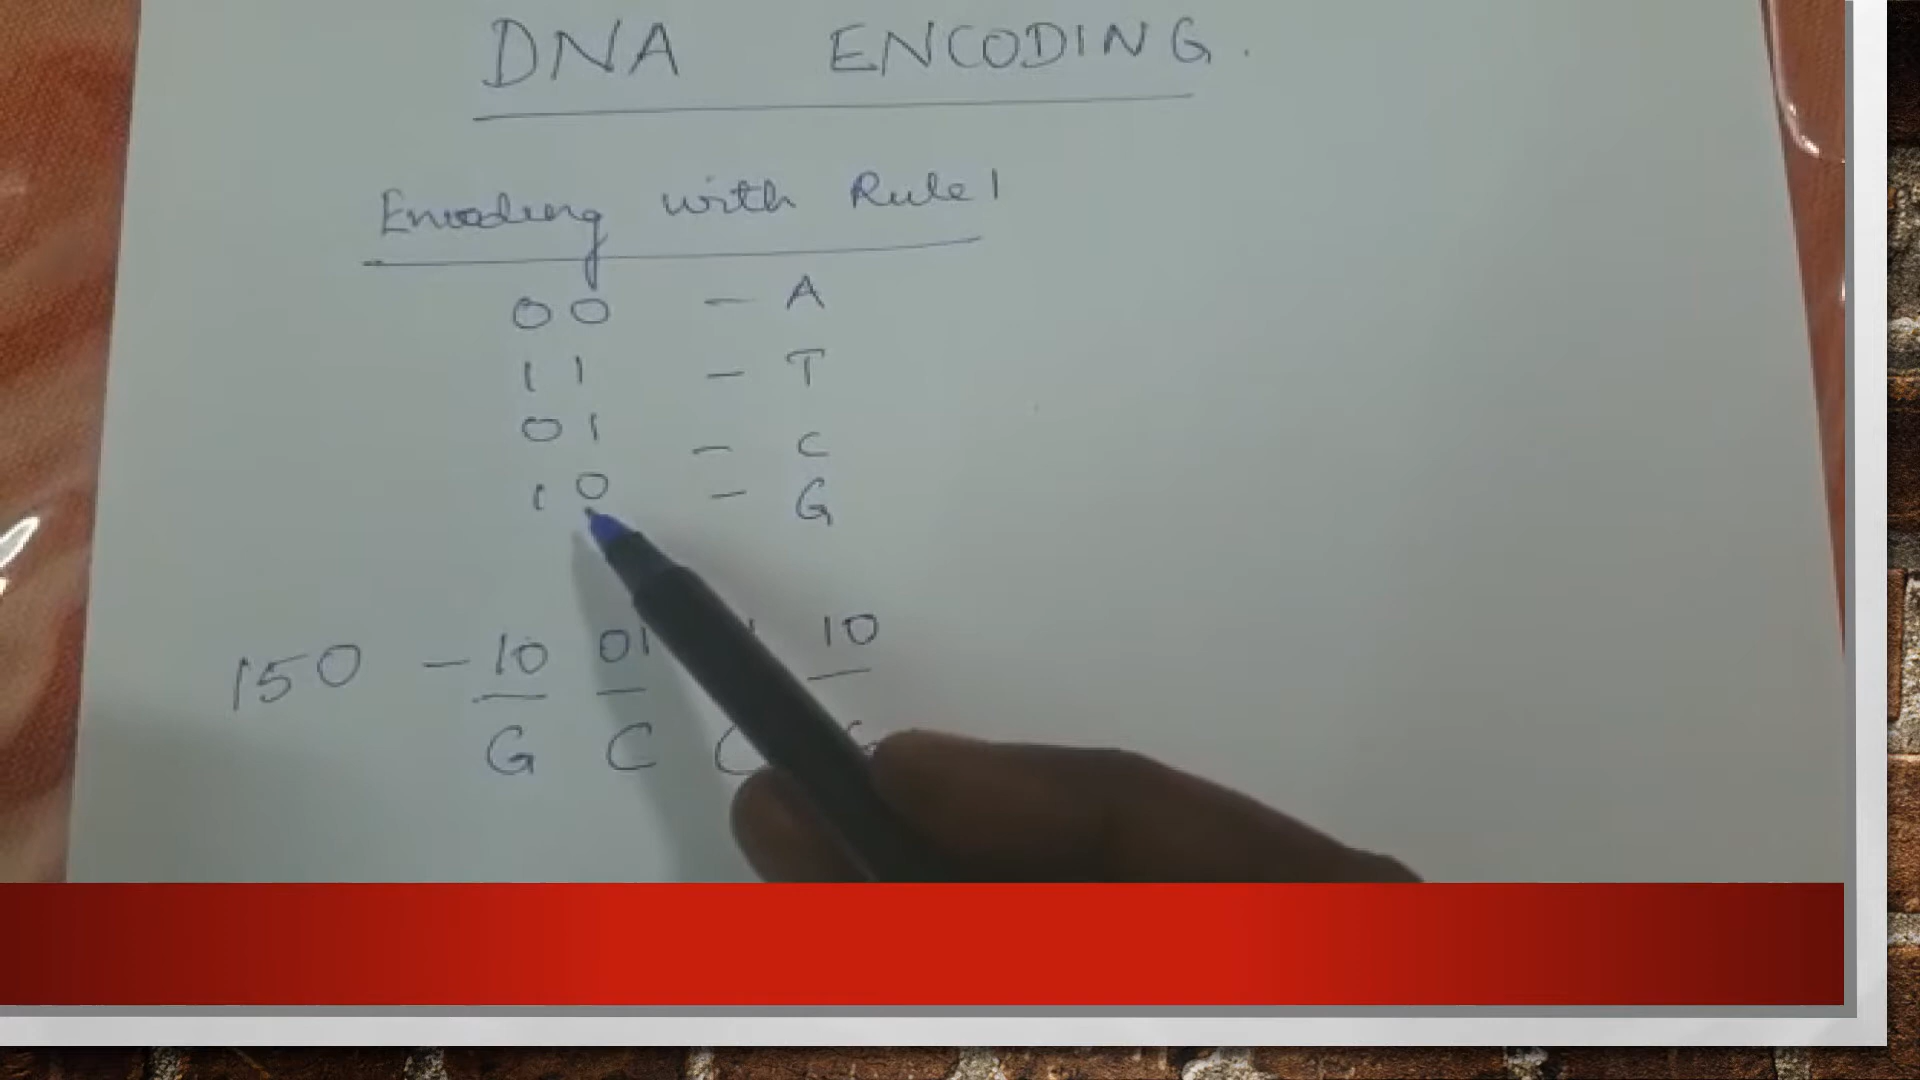 DNA ENCODING.
Encoding with Rule 1
00 - A
11 - T
01 - C
10 - G
150 - 10 01 10
G C C